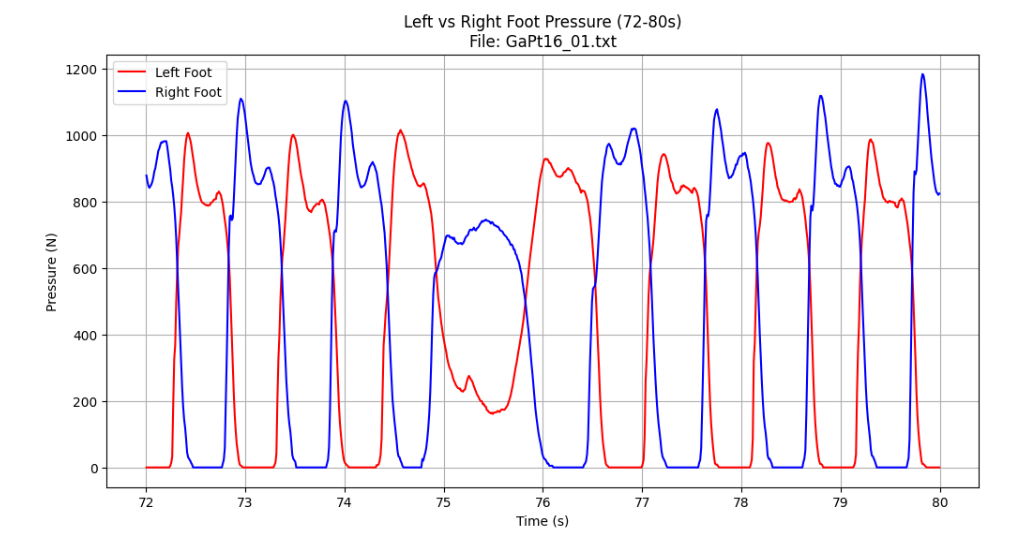 Left vs Right Foot Pressure (72-80s)
File: GaPt16_01.txt
Left Foot
Right Foot
1200
1000
800
600
400
200
0
Pressure (N)
72 73 74 75 76 77 78 79 80
Time (s)